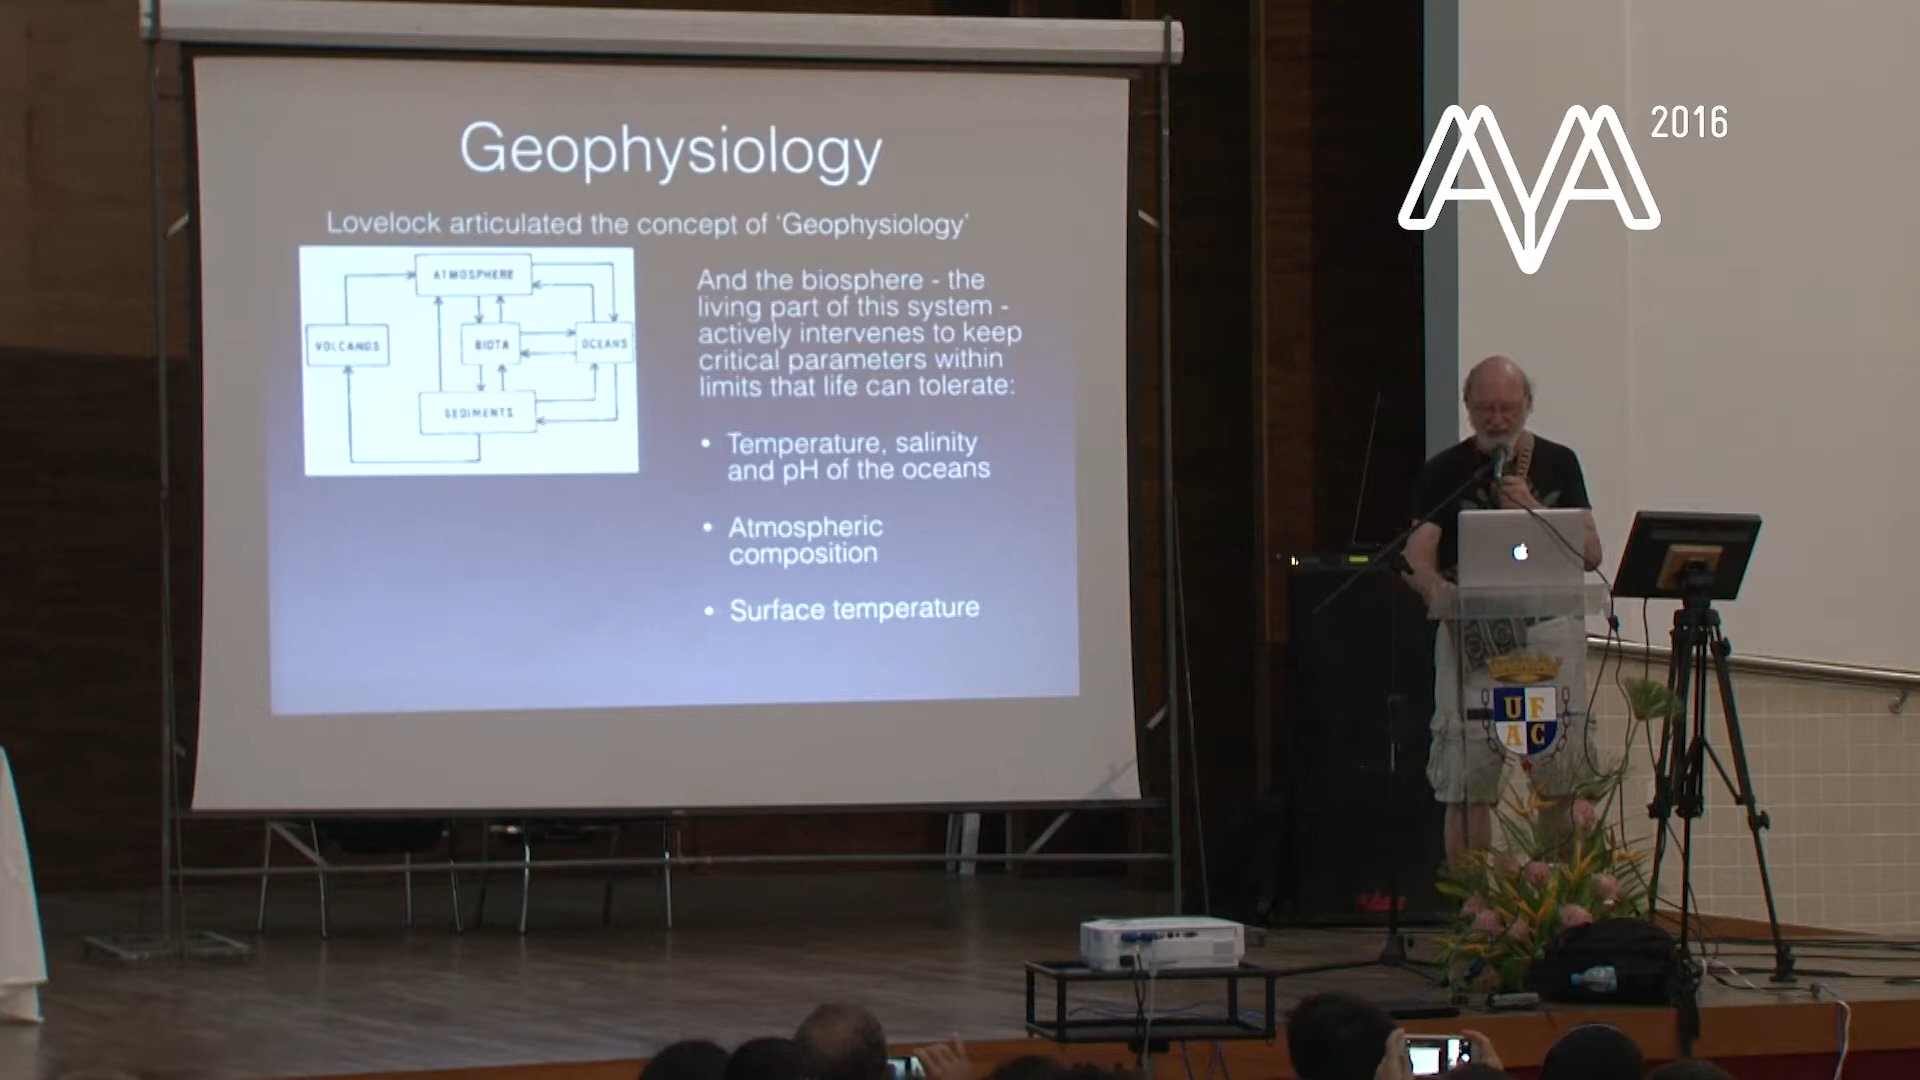 Geophysiology
Lovelock articulated the concept of 'Geophysiology'
ATMOSPHERE
VOLCANOS
BIOTA
OCEANS
SEDIMENTS
And the biosphere - the
living part of this system -
actively intervenes to keep
critical parameters within
limits that life can tolerate:
• Temperature, salinity
and pH of the oceans
• Atmospheric
composition
• Surface temperature
AYA 2016
U F
A C